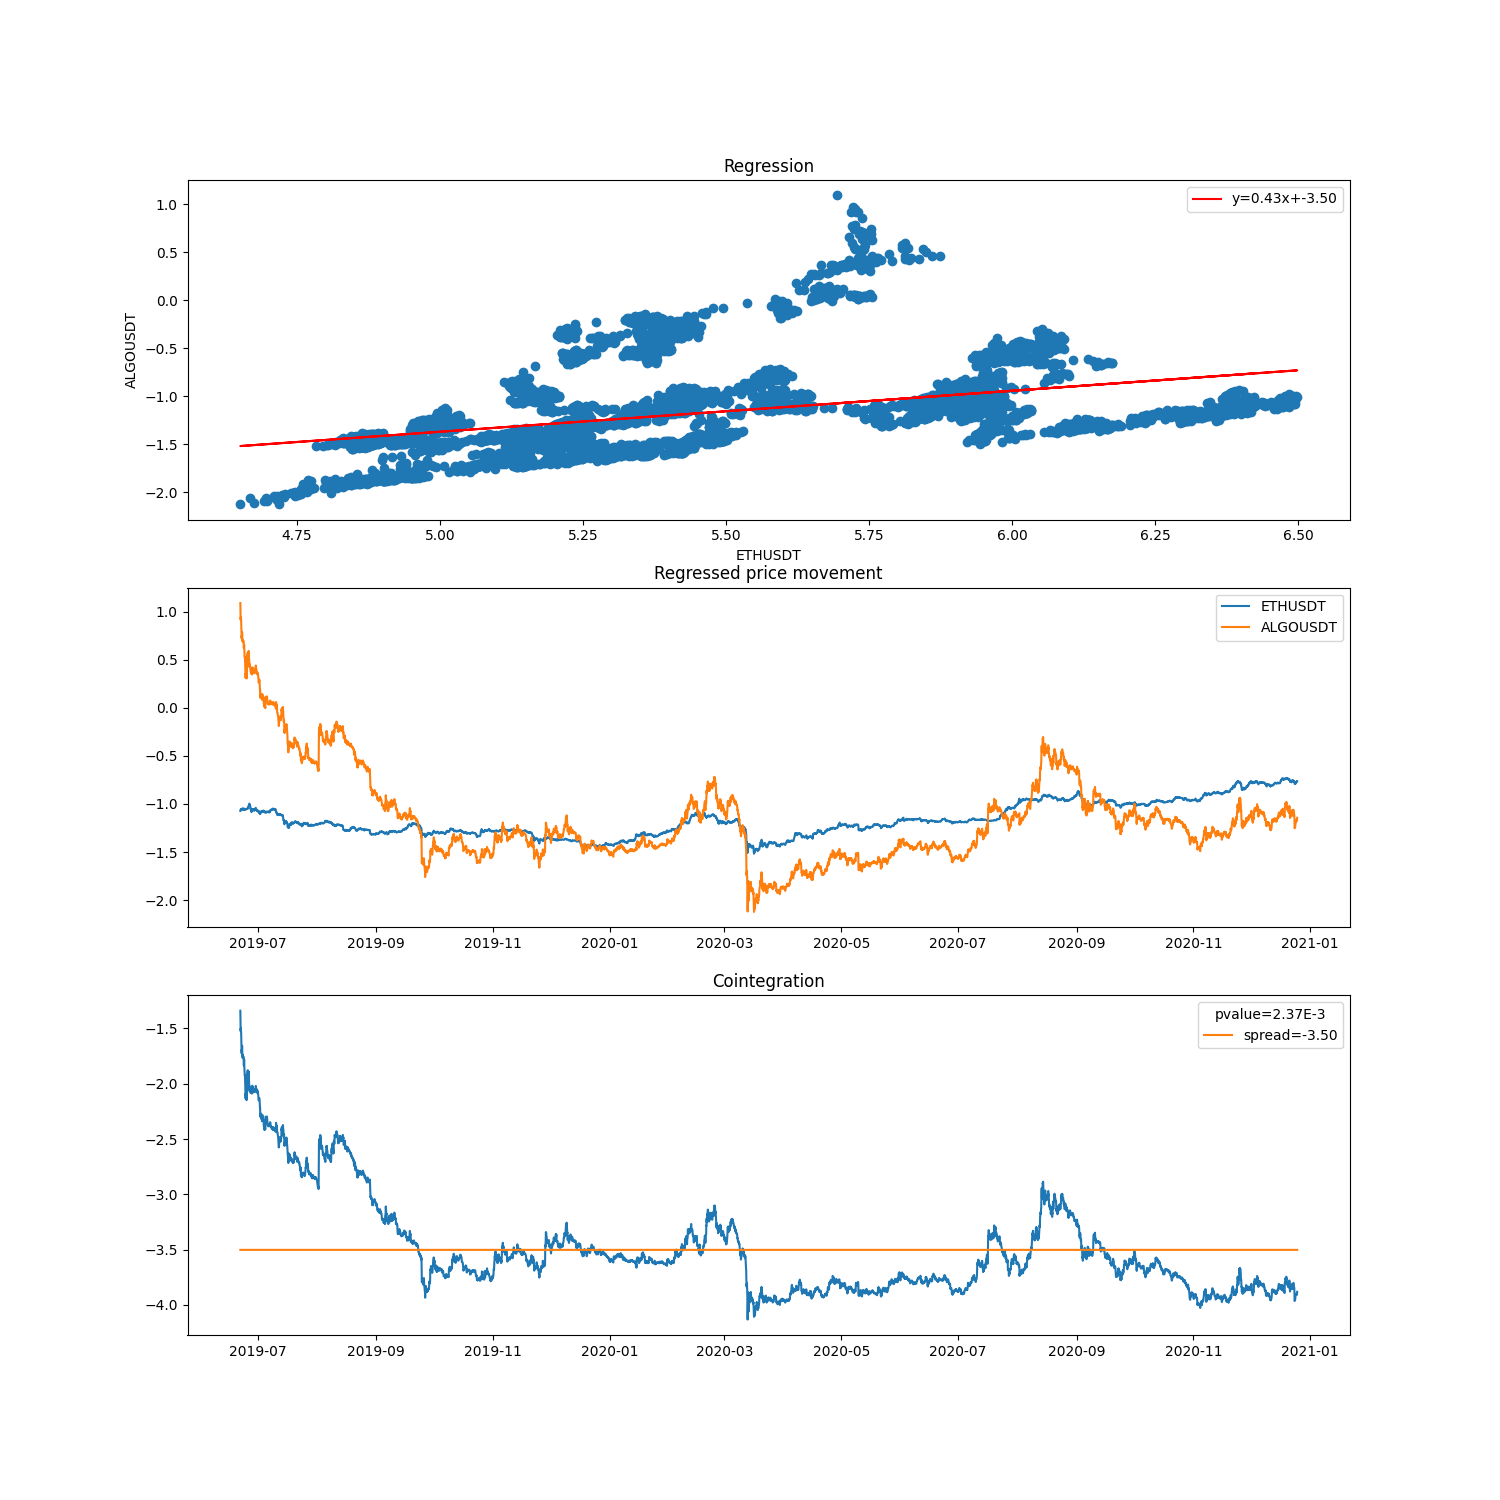 Regression
y=0.43x+-3.50
1.0
0.5
0.0
−0.5
−1.0
−1.5
−2.0
ALGOUSDT
4.75 5.00 5.25 5.50 5.75 6.00 6.25 6.50
ETHUSDT
Regressed price movement
ETHUSDT
ALGOUSDT
1.0
0.5
0.0
−0.5
−1.0
−1.5
−2.0
2019-07 2019-09 2019-11 2020-01 2020-03 2020-05 2020-07 2020-09 2020-11 2021-01
Cointegration
pvalue=2.37E-3
spread=-3.50
−1.5
−2.0
−2.5
−3.0
−3.5
−4.0
2019-07 2019-09 2019-11 2020-01 2020-03 2020-05 2020-07 2020-09 2020-11 2021-01